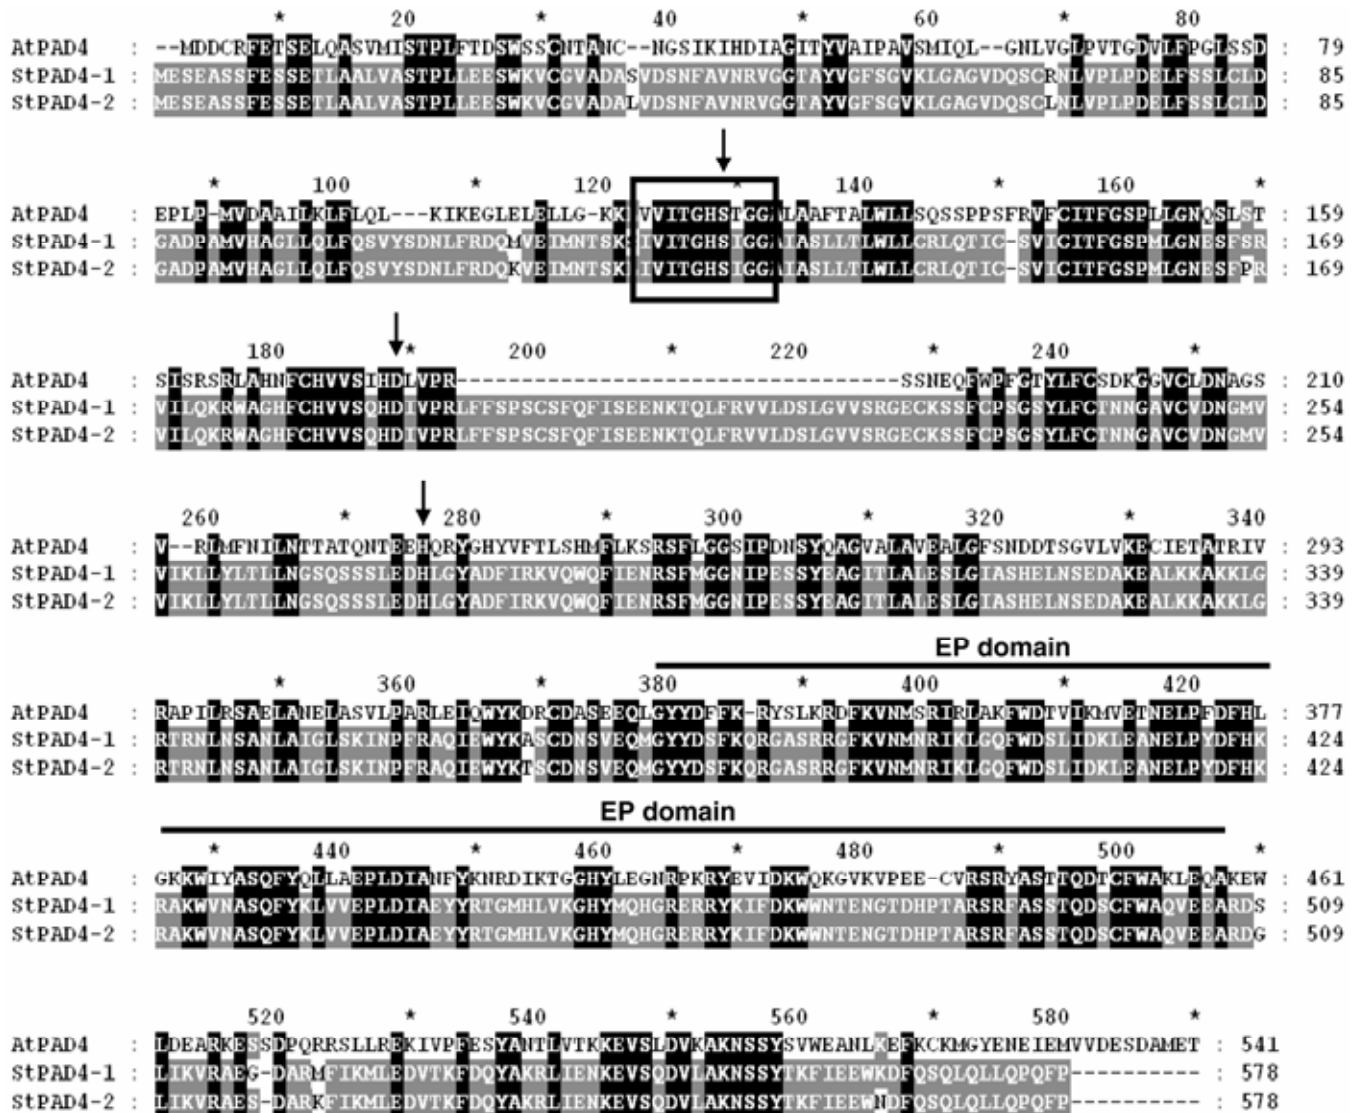 * 20 * 40 * 60 * 80
AtPAD4 : --MDDCRFETSELQASVMISTPLFTDSWSSCNTANC--NGSIKIHDIAGITYVAIPAVSMIQL--GNLVGLPVTGDVLFPGLSSD : 79
StPAD4-1 : MESEASSFESSETLAALVASTPLLEESWKVCGVADASVDSNFAVNRVGGTAYVGFSGVKLGAGVDQSCRNLVPLPDELFSSLCLD : 85
StPAD4-2 : MESEASSFESSETLAALVASTPLLEESWKVCGVADALVDSNFAVNRVGGTAYVGFSGVKLGAGVDQSCLNLVPLPDELFSSLCLD : 85
* 100 * 120 * 140 * 160 *
AtPAD4 : EPLP-MVDAAILKLFLQL---KIKEGLELELLG-KKLVVITGHSTGGALAAFTALWLLSQSSPPSFRVFCITFGSPLLGNQSLST : 159
StPAD4-1 : GADPAMVHAGLLQLFQSVYSDNLFRDQMVEIMNTSKSIVITGHSIGGAIASLLTLWLLCRLQTIC-SVICITFGSPMLGNESFSR : 169
StPAD4-2 : GADPAMVHAGLLQLFQSVYSDNLFRDQKVEIMNTSKLIVITGHSIGGAIASLLTLWLLCRLQTIC-SVICITFGSPMLGNESFPR : 169
180 * 200 * 220 * 240 *
AtPAD4 : SISRSRLAHNFCHVVSIHDLVPR------------------------------------SSNEQFWPFGTYLFCSDKGGVCLDNAGS : 210
StPAD4-1 : VILQKRWAGHFCHVVSQHDIVPRLFFSPSCSFQFISEENKTQLFRVVLDSLGVVSRGECKSSFCPSGSYLFCTNNGAVCVDNGMV : 254
StPAD4-2 : VILQKRWAGHFCHVVSQHDIVPRLFFSPSCSFQFISEENKTQLFRVVLDSLGVVSRGECKSSFCPSGSYLFCTNNGAVCVDNGMV : 254
260 * 280 * 300 * 320 * 340
AtPAD4 : V--RLMFNILNTTATQNTEEHQRYGHYVFTLSHMFLKSRSFLGGSIPDNSYQAGVALAVEALGFSNDDTSGVLVKECIETATRIV : 293
StPAD4-1 : VIKLLYLTLLNGSQSSSLEDHLGYADFIRKVQWQFIENRSFMGGNIPESSYEAGITLALESLGIASHELNSEDAKEALKKAKKLG : 339
StPAD4-2 : VIKLLYLTLLNGSQSSSLEDHLGYADFIRKVQWQFIENRSFMGGNIPESSYEAGITLALESLGIASHELNSEDAKEALKKAKKLG : 339
EP domain
* 360 * 380 * 400 * 420
AtPAD4 : RAPILRSAELANELASVLPARLEIQWYKDRCDASEEQLGYYDFFK-RYSLKRDFKVNMSRIRLAKFWDTVIKMVETNELPFDFHL : 377
StPAD4-1 : RTRNLNSANLAIGLSKINPFRAQIEWYKASCDNSVEQMGYYDSFKQRGASRRGFKVNMNRIKLGQFWDSLIDKLEANELPYDFHK : 424
StPAD4-2 : RTRNLNSANLAIGLSKINPFRAQIEWYKTSCDNSVEQMGYYDSFKQRGASRRGFKVNMNRIKLGQFWDSLIDKLEANELPYDFHK : 424
EP domain
* 440 * 460 * 480 * 500 *
AtPAD4 : GKKWIYASQFYQLLAEPLDIANFYKNRDIKTGGHYLEGNRPKRYEVIDKWQKGVKVPEE-CVRSRYASTTQDTCFWAKLEQAKEW : 461
StPAD4-1 : RAKWVNASQFYKLVVEPLDIAEYYRTGMHLVKGHYMQHGRERRYKIFDKWWNTENGTDHPTARSRFASSTQDSCFWAQVEEARDS : 509
StPAD4-2 : RAKWVNASQFYKLVVEPLDIAEYYRTGMHLVKGHYMQHGRERRYKIFDKWWNTENGTDHPTARSRFASSTQDSCFWAQVEEARDG : 509
520 * 540 * 560 * 580 *
AtPAD4 : LDEARKESSDPQRRSLLREKIVPFESYANTLVTKKEVSLDVKAKNSSYSVWEANLKEFKCKMGYENEIEMVVDESDAMET : 541
StPAD4-1 : LIKVRAEG-DARMFIKMLEDVTKFDQYAKRLIENKEVSQDVLAKNSSYTKFIEEWKDFQSQLQLLQPQFP---------- : 578
StPAD4-2 : LIKVRAES-DARKFIKMLEDVTKFDQYAKRLIENKEVSQDVLAKNSSYTKFIEEWNDFQSQLQLLQPQFP---------- : 578